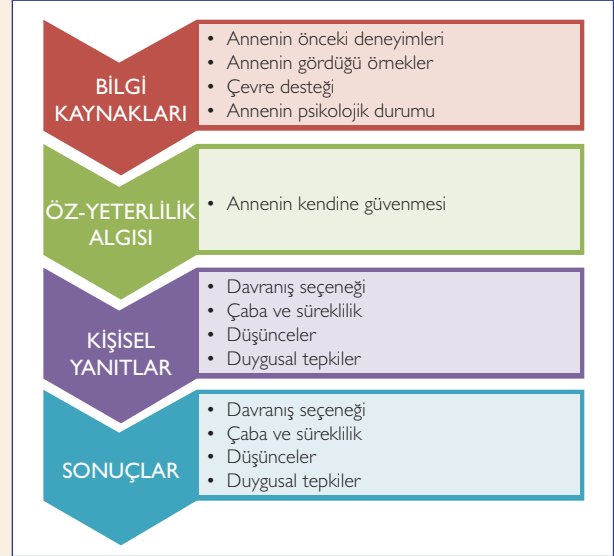 BİLGİ
KAYNAKLARI
• Annenin önceki deneyimleri
• Annenin gördüğü örnekler
• Çevre desteği
• Annenin psikolojik durumu
ÖZ-YETERLİLİK
ALGISI
• Annenin kendine güvenmesi
KİŞİSEL
YANITLAR
• Davranış seçeneği
• Çaba ve süreklilik
• Düşünceler
• Duygusal tepkiler
SONUÇLAR
• Davranış seçeneği
• Çaba ve süreklilik
• Düşünceler
• Duygusal tepkiler